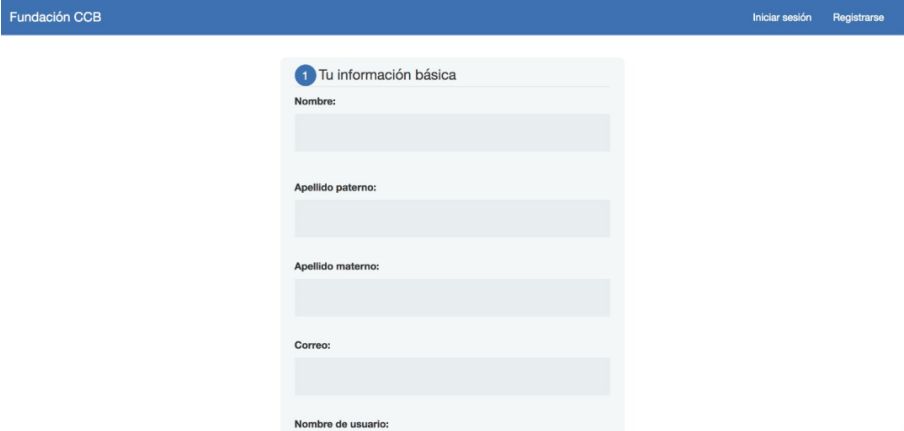 Fundación CCB
Iniciar sesión Registrarse
1 Tu información básica
Nombre:
Apellido paterno:
Apellido materno:
Correo:
Nombre de usuario: